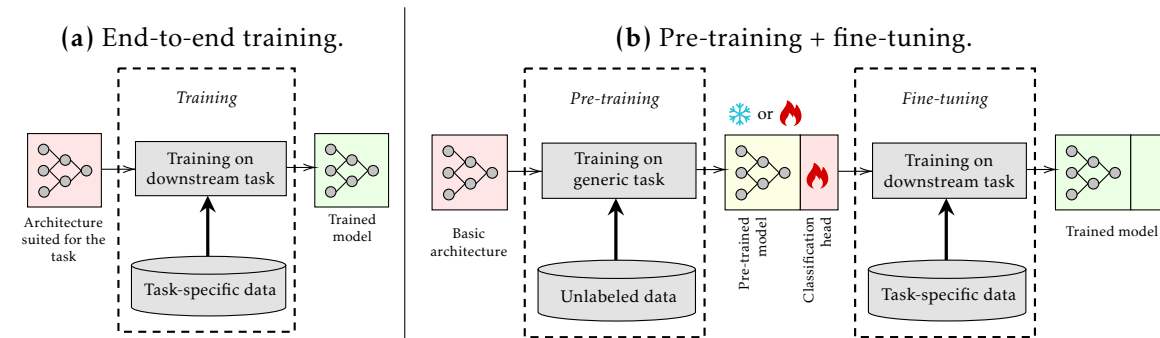 (a) End-to-end training.
Training
Training on
downstream task
Architecture
suited for the
task
Trained
model
Task-specific data
(b) Pre-training + fine-tuning.
Pre-training
Training on
generic task
Basic
architecture
Unlabeled data
or
Pre-trained
model
Classification
head
Fine-tuning
Training on
downstream task
Task-specific data
Trained model